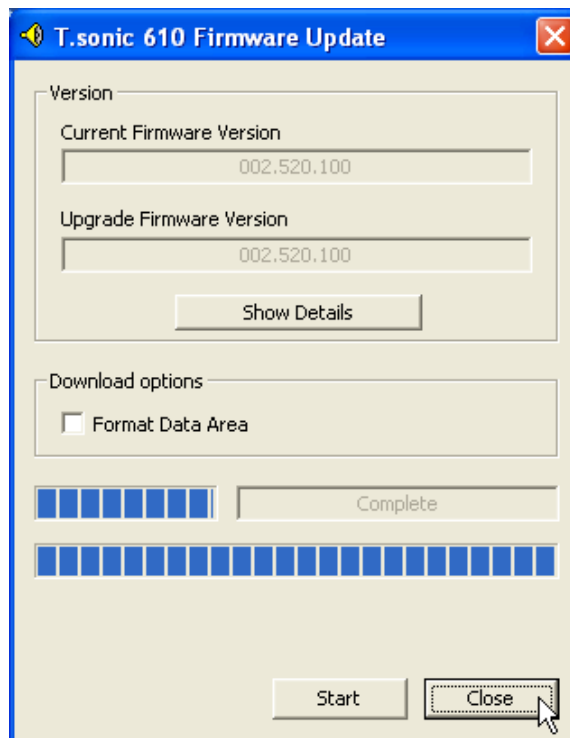 T.sonic 610 Firmware Update
Version
Current Firmware Version
002.520.100
Upgrade Firmware Version
002.520.100
Show Details
Download options
Format Data Area
Complete
Start
Close